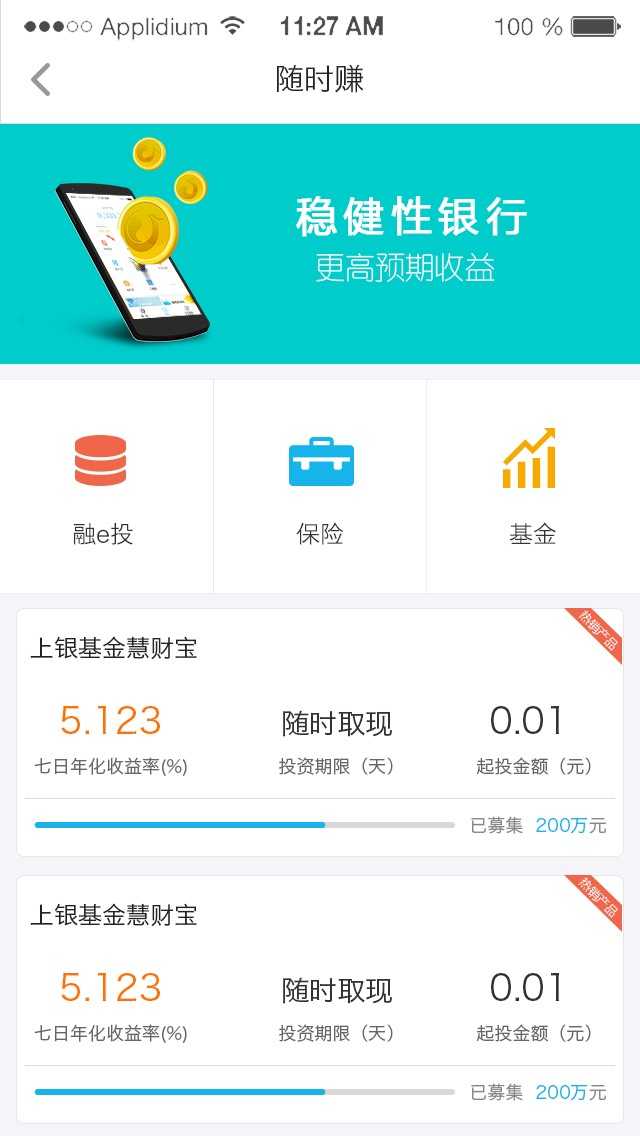 Applidium 11:27 AM 100 %
随时赚
稳健性银行
更高预期收益
融e投 保险 基金
热销产品
上银基金慧财宝
5.123 随时取现 0.01
七日年化收益率(%) 投资期限（天） 起投金额（元）
已募集 200万元
热销产品
上银基金慧财宝
5.123 随时取现 0.01
七日年化收益率(%) 投资期限（天） 起投金额（元）
已募集 200万元